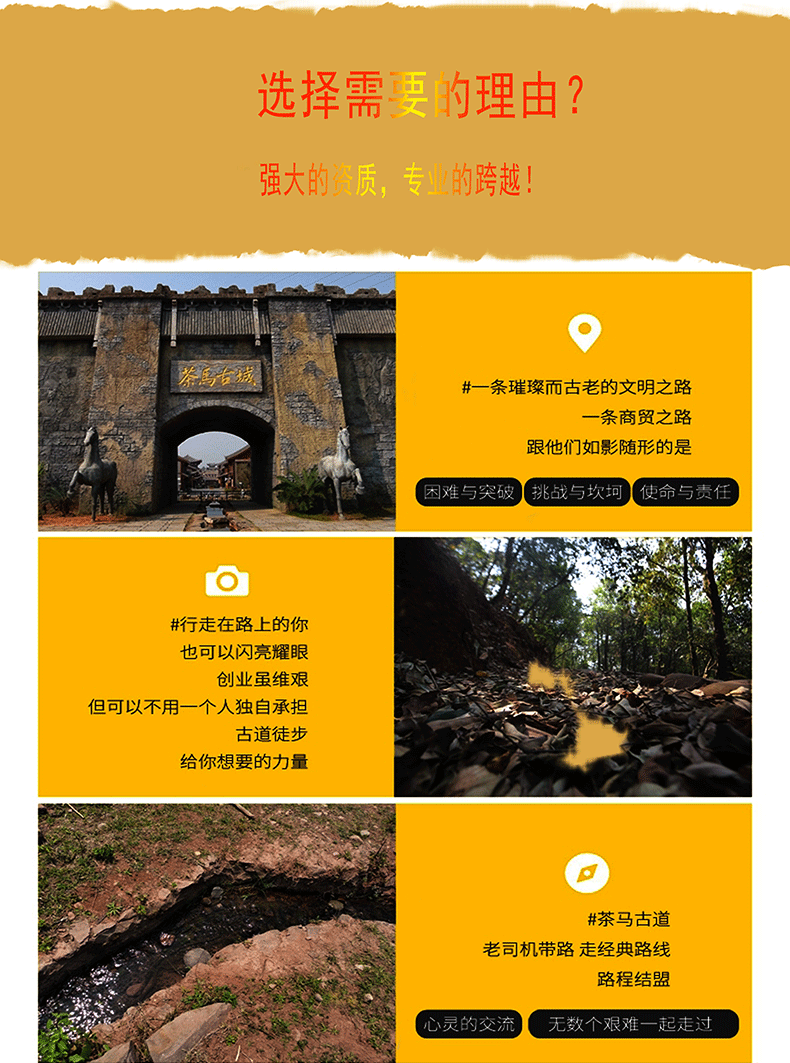 选择需要的理由？
强大的资质，专业的跨越！
茶马古城
#一条璀璨而古老的文明之路
一条商贸之路
跟他们如影随形的是
困难与突破 挑战与坎坷 使命与责任
#行走在路上的你
也可以闪亮耀眼
创业虽维艰
但可以不用一个人独自承担
古道徒步
给你想要的力量
#茶马古道
老司机带路 走经典路线
路程结盟
心灵的交流 无数个艰难一起走过